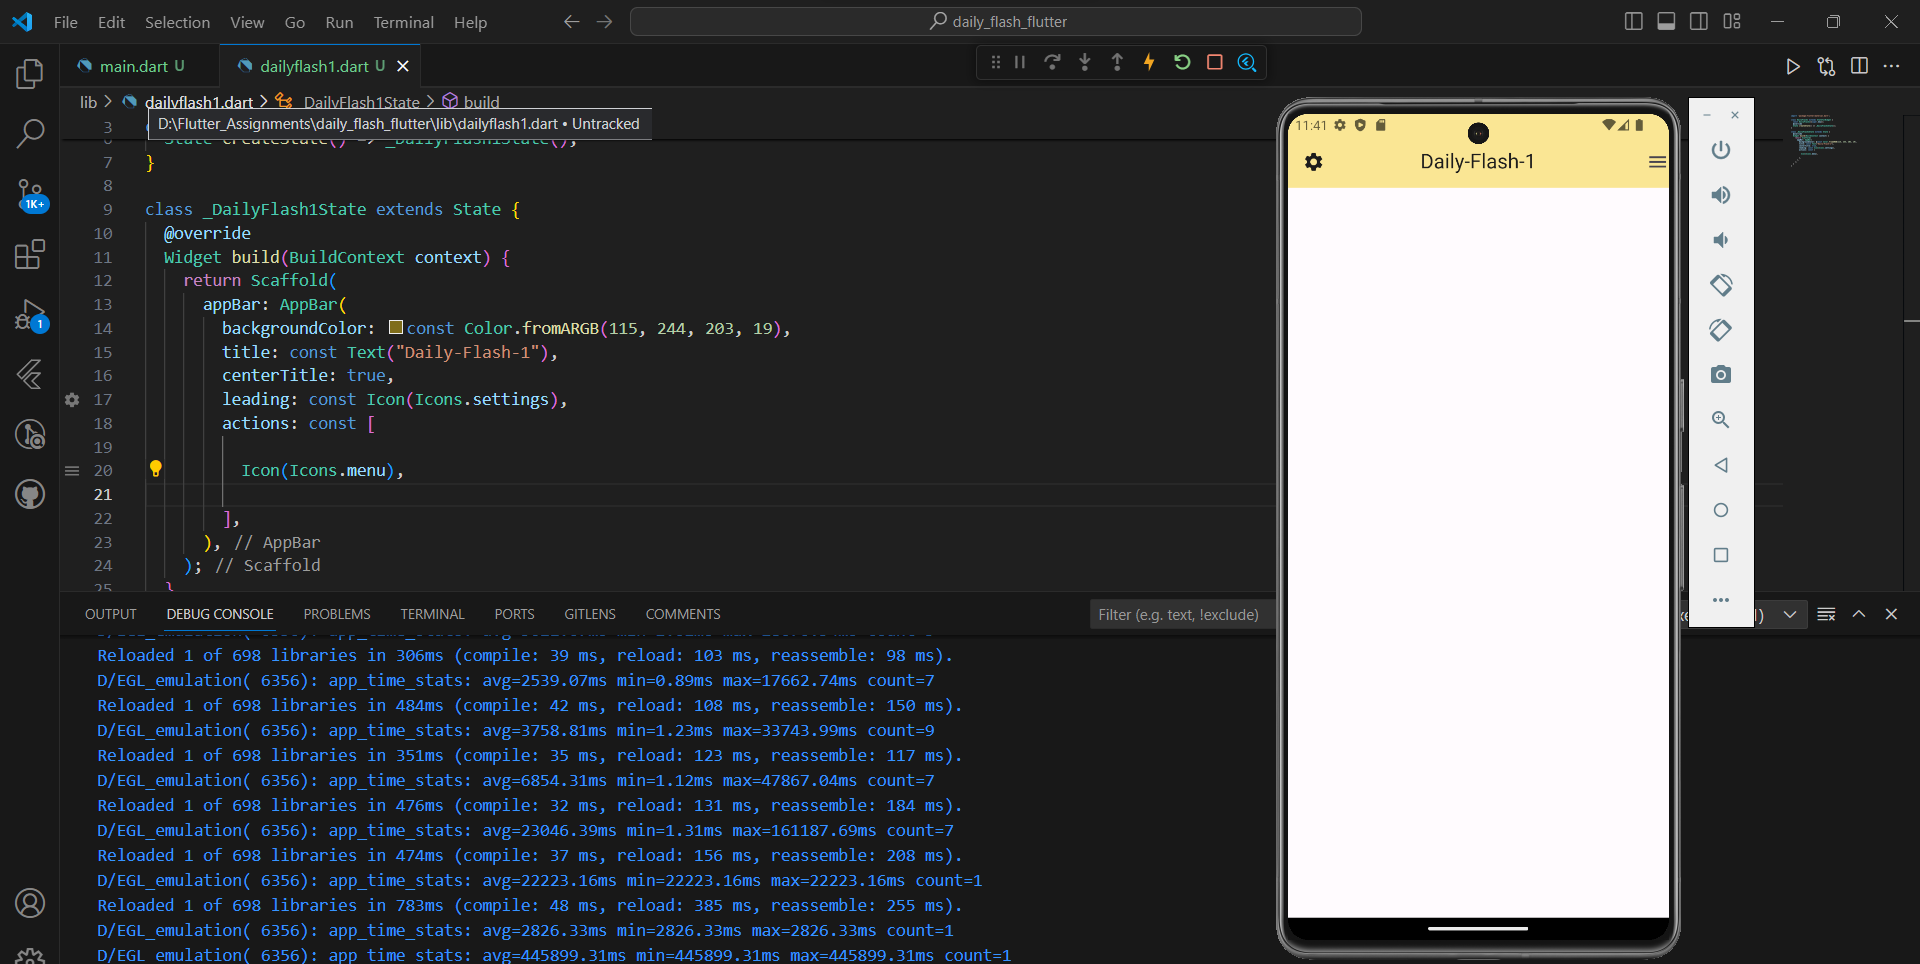 File Edit Selection View Go Run Terminal Help
daily_flash_flutter
main.dart U
dailyflash1.dart U
lib > dailyflash1.dart > _DailyFlash1State > build
D:\Flutter_Assignments\daily_flash_flutter\lib\dailyflash1.dart • Untracked
3
6 State createState() => _DailyFlash1State();
7 }
8
9 class _DailyFlash1State extends State {
10 @override
11 Widget build(BuildContext context) {
12 return Scaffold(
13 appBar: AppBar(
14 backgroundColor: const Color.fromARGB(115, 244, 203, 19),
15 title: const Text("Daily-Flash-1"),
16 centerTitle: true,
17 leading: const Icon(Icons.settings),
18 actions: const [
19
20 Icon(Icons.menu),
21
22 ],
23 ), // AppBar
24 ); // Scaffold
25 }
1K+
1
11:41
Daily-Flash-1
OUTPUT DEBUG CONSOLE PROBLEMS TERMINAL PORTS GITLENS COMMENTS
Filter (e.g. text, !exclude)
Reloaded 1 of 698 libraries in 306ms (compile: 39 ms, reload: 103 ms, reassemble: 98 ms).
D/EGL_emulation( 6356): app_time_stats: avg=2539.07ms min=0.89ms max=17662.74ms count=7
Reloaded 1 of 698 libraries in 484ms (compile: 42 ms, reload: 108 ms, reassemble: 150 ms).
D/EGL_emulation( 6356): app_time_stats: avg=3758.81ms min=1.23ms max=33743.99ms count=9
Reloaded 1 of 698 libraries in 351ms (compile: 35 ms, reload: 123 ms, reassemble: 117 ms).
D/EGL_emulation( 6356): app_time_stats: avg=6854.31ms min=1.12ms max=47867.04ms count=7
Reloaded 1 of 698 libraries in 476ms (compile: 32 ms, reload: 131 ms, reassemble: 184 ms).
D/EGL_emulation( 6356): app_time_stats: avg=23046.39ms min=1.31ms max=161187.69ms count=7
Reloaded 1 of 698 libraries in 474ms (compile: 37 ms, reload: 156 ms, reassemble: 208 ms).
D/EGL_emulation( 6356): app_time_stats: avg=22223.16ms min=22223.16ms max=22223.16ms count=1
Reloaded 1 of 698 libraries in 783ms (compile: 48 ms, reload: 385 ms, reassemble: 255 ms).
D/EGL_emulation( 6356): app_time_stats: avg=2826.33ms min=2826.33ms max=2826.33ms count=1
D/EGL_emulation( 6356): app_time_stats: avg=445899.31ms min=445899.31ms max=445899.31ms count=1